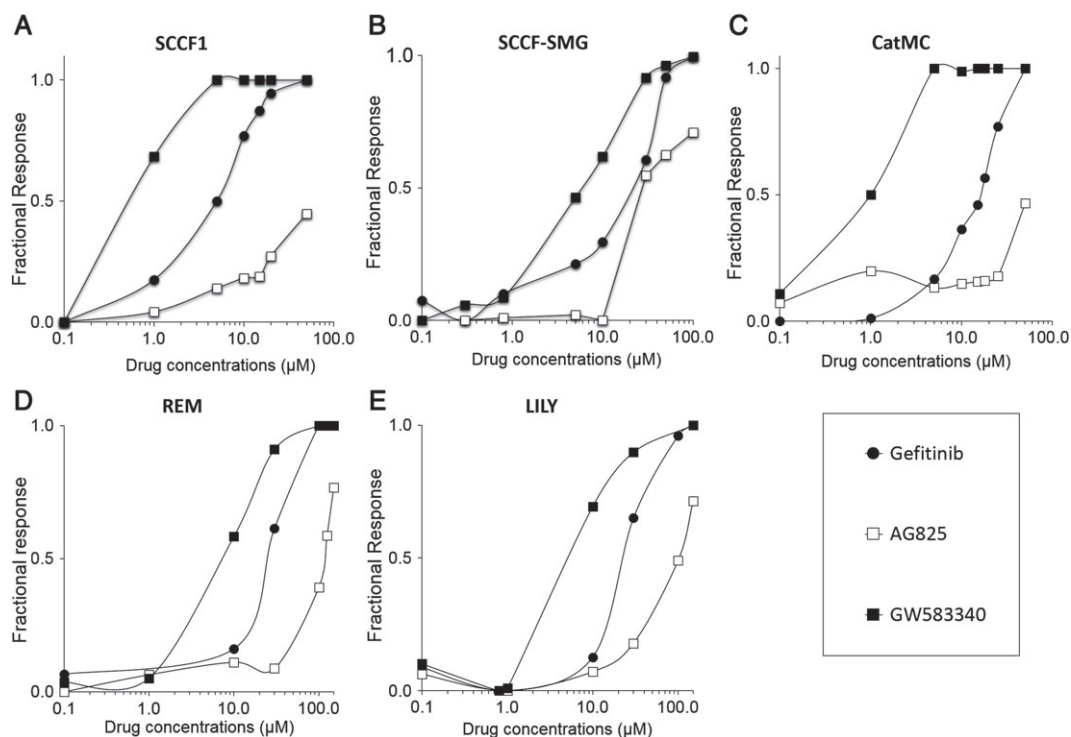 A
SCCF1
Fractional Response
1.0
0.5
0.0
0.1
1.0
10.0
100.0
Drug concentrations (μM)
B
SCCF-SMG
Fractional Response
1.0
0.5
0.0
0.1
1.0
10.0
100.0
Drug concentrations (μM)
C
CatMC
Fractional Response
1.0
0.5
0.0
0.1
1.0
10.0
100.0
Drug concentrations (μM)
D
REM
Fractional response
1.0
0.5
0.0
0.1
1.0
10.0
100.0
Drug concentrations (μM)
E
LILY
Fractional Response
1.0
0.5
0.0
0.1
1.0
10.0
100.0
Drug concentrations (μM)
Gefitinib
AG825
GW583340